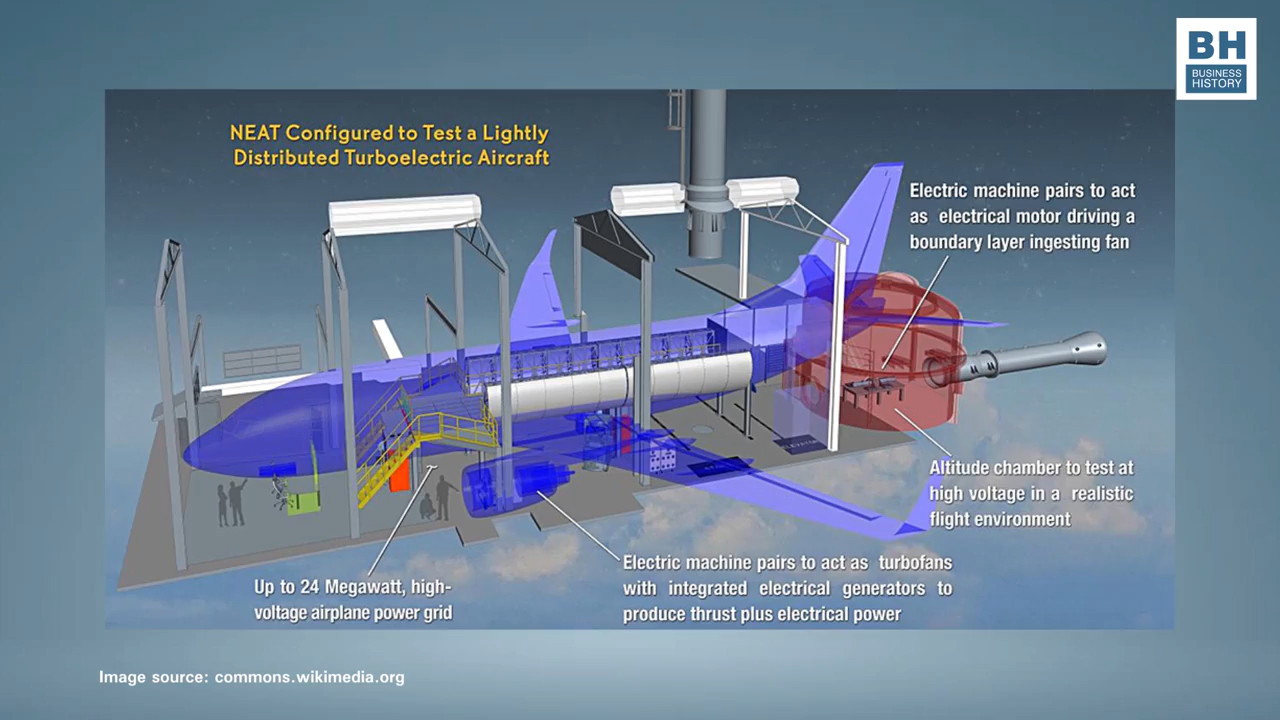 BH
BUSINESS
HISTORY
NEAT Configured to Test a Lightly
Distributed Turboelectric Aircraft
Electric machine pairs to act
as electrical motor driving a
boundary layer ingesting fan
Altitude chamber to test at
high voltage in a realistic
flight environment
Electric machine pairs to act as turbofans
with integrated electrical generators to
produce thrust plus electrical power
Up to 24 Megawatt, high-
voltage airplane power grid
Image source: commons.wikimedia.org